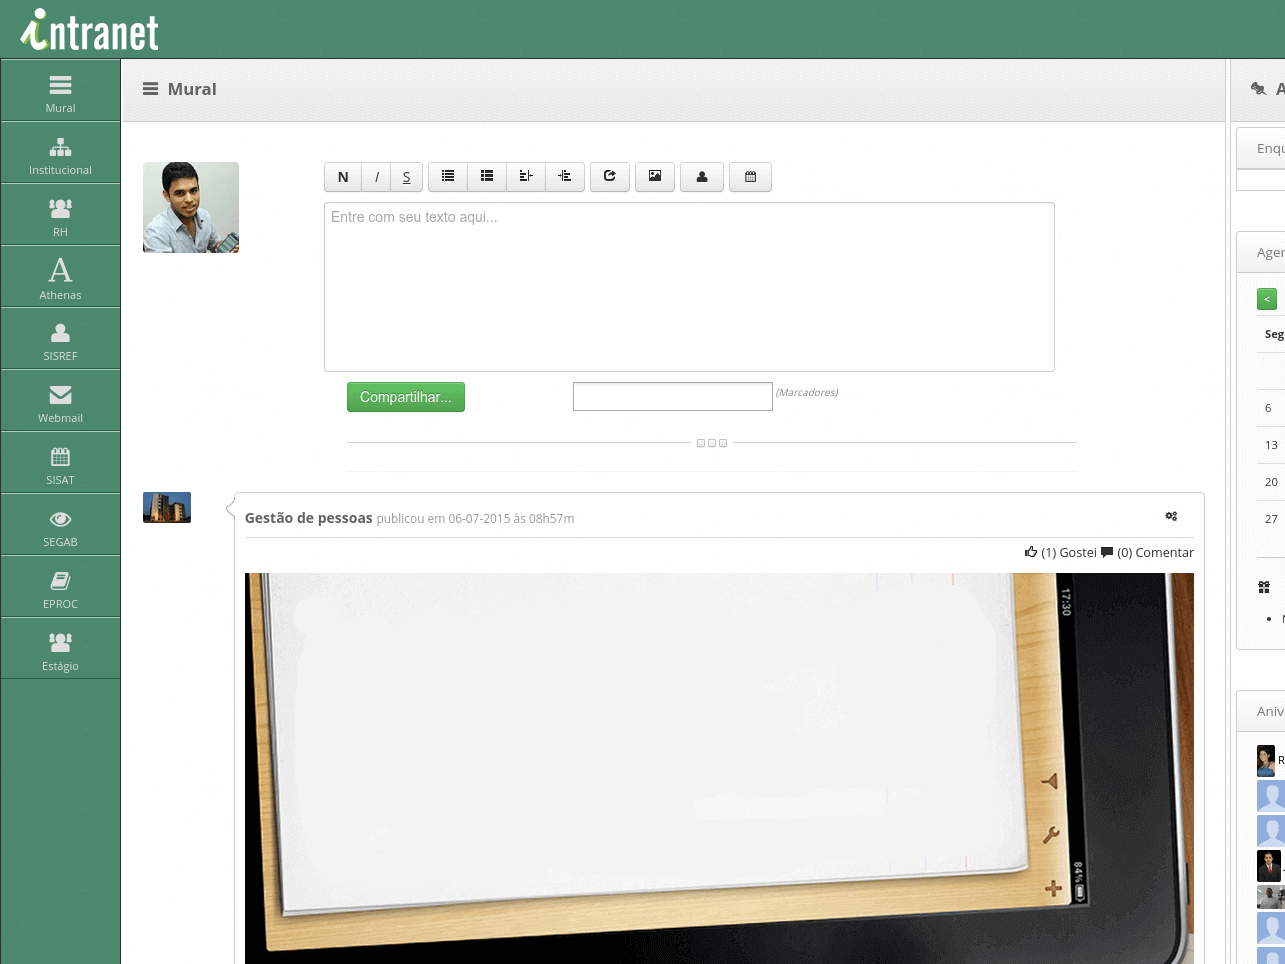 intranet
Mural
Institucional
RH
A
Athenas
SISREF
Webmail
SISAT
SEGAB
EPROC
Estágio
Mural
N I S
Entre com seu texto aqui...
Compartilhar...
(Marcadores)
Gestão de pessoas publicou em 06-07-2015 às 08h57m
(1) Gostei (0) Comentar
17:30
84%
A
Enqu
Agen
<
Seg
6
13
20
27
Aniv
R